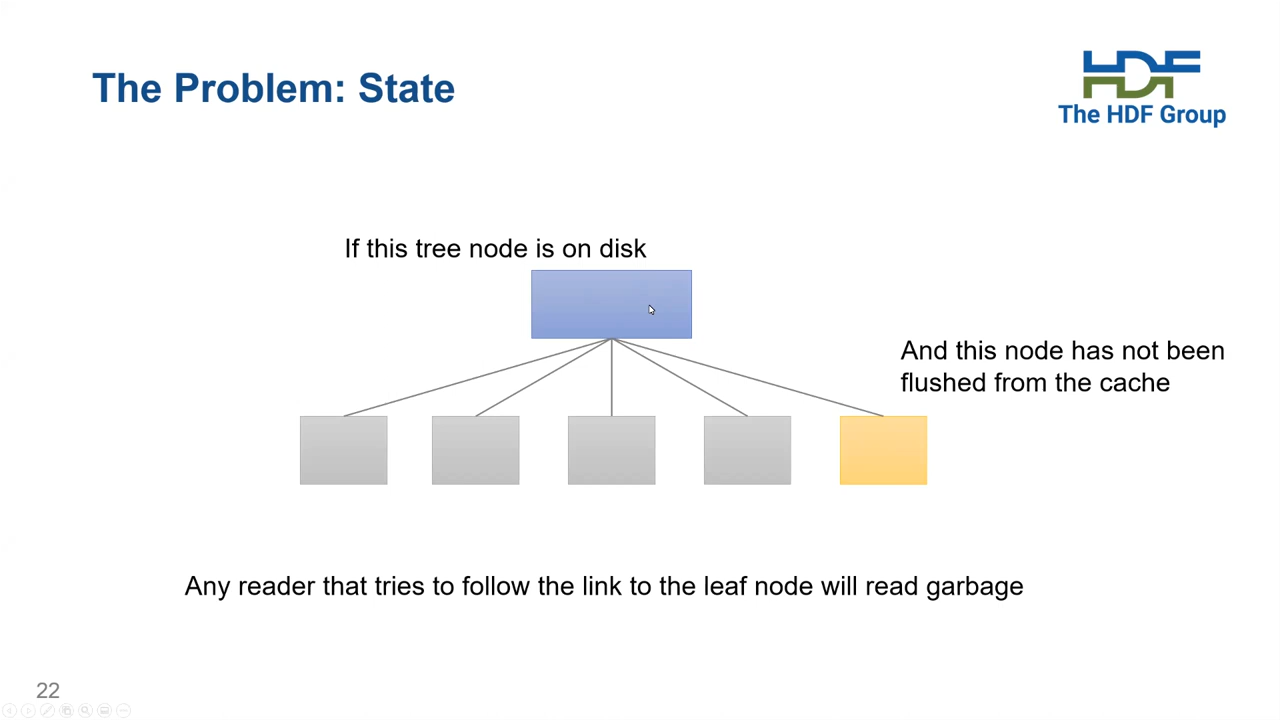 The Problem: State
The HDF Group
If this tree node is on disk
And this node has not been
flushed from the cache
Any reader that tries to follow the link to the leaf node will read garbage
22